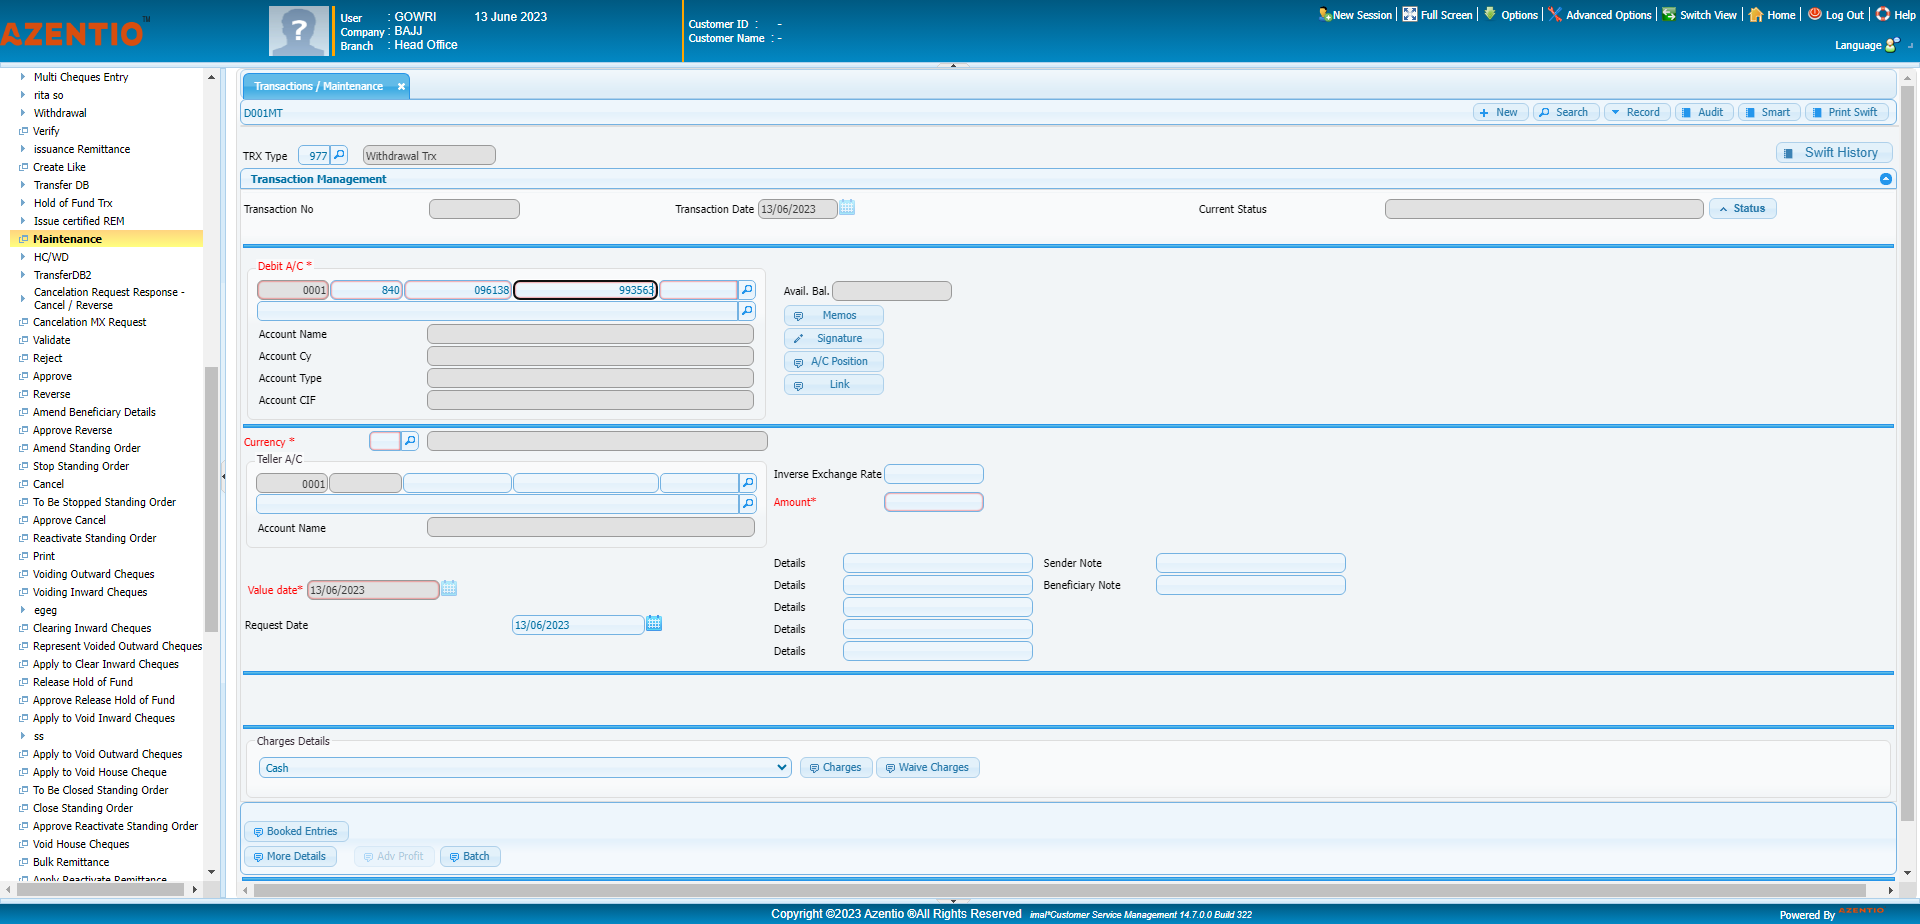 AZENTIO™
User : GOWRI 13 June 2023
Company : BAJJ
Branch : Head Office
Customer ID : -
Customer Name : -
New Session | Full Screen | Options | Advanced Options | Switch View | Home | Log Out | Help
Language
Multi Cheques Entry
rita so
Withdrawal
Verify
issuance Remittance
Create Like
Transfer DB
Hold of Fund Trx
Issue certified REM
Maintenance
HC/WD
TransferDB2
Cancelation Request Response -
Cancel / Reverse
Cancelation MX Request
Validate
Reject
Approve
Reverse
Amend Beneficiary Details
Approve Reverse
Amend Standing Order
Stop Standing Order
Cancel
To Be Stopped Standing Order
Approve Cancel
Reactivate Standing Order
Print
Voiding Outward Cheques
Voiding Inward Cheques
egeg
Clearing Inward Cheques
Represent Voided Outward Cheques
Apply to Clear Inward Cheques
Release Hold of Fund
Approve Release Hold of Fund
Apply to Void Inward Cheques
ss
Apply to Void Outward Cheques
Apply to Void House Cheque
To Be Closed Standing Order
Close Standing Order
Approve Reactivate Standing Order
Void House Cheques
Bulk Remittance
Apply Reactivate Remittance
Transactions / Maintenance
D001MT
New Search Record Audit Smart Print Swift
TRX Type 977 Withdrawal Trx
Swift History
Transaction Management
Transaction No Transaction Date 13/06/2023 Current Status Status
Debit A/C *
0001 840 096138 993563
Avail. Bal.
Memos
Account Name
Signature
Account Cy
A/C Position
Account Type
Link
Account CIF
Currency *
Teller A/C
0001
Inverse Exchange Rate
Amount*
Account Name
Details Sender Note
Details Beneficiary Note
Value date* 13/06/2023
Details
Request Date 13/06/2023
Details
Details
Charges Details
Cash Charges Waive Charges
Booked Entries
More Details Adv Profit Batch
Copyright ©2023 Azentio ®All Rights Reserved imal*Customer Service Management 14.7.0.0 Build 322
Powered By AZENTIO